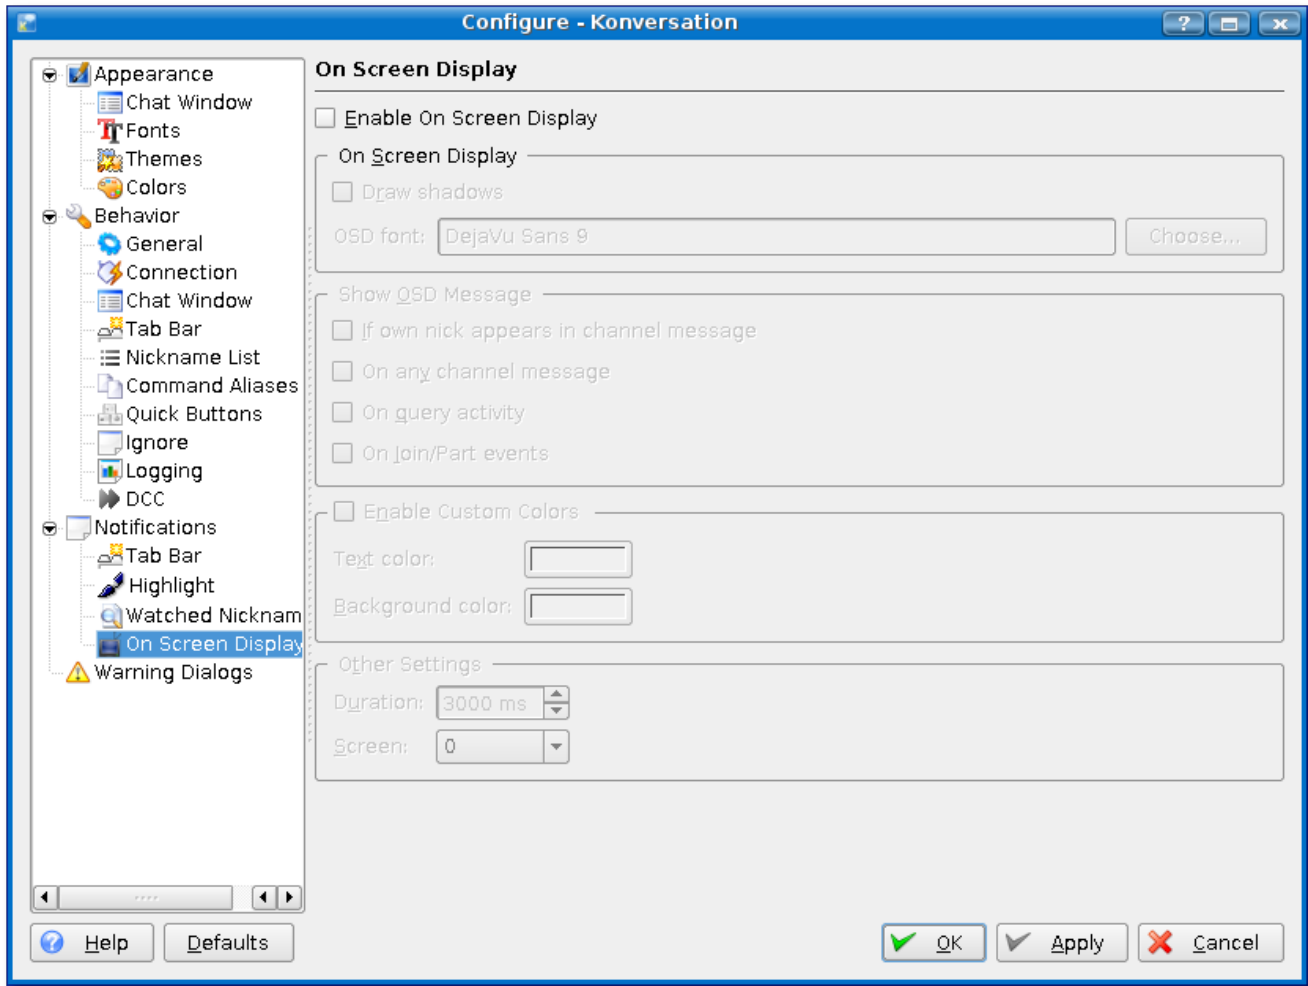 Configure - Konversation
?
Appearance
Chat Window
Fonts
Themes
Colors
Behavior
General
Connection
Chat Window
Tab Bar
Nickname List
Command Aliases
Quick Buttons
Ignore
Logging
DCC
Notifications
Tab Bar
Highlight
Watched Nicknam
On Screen Display
Warning Dialogs
On Screen Display
Enable On Screen Display
On Screen Display
Draw shadows
OSD font: DejaVu Sans 9 Choose...
Show OSD Message
If own nick appears in channel message
On any channel message
On query activity
On Join/Part events
Enable Custom Colors
Text color:
Background color:
Other Settings
Duration: 3000 ms
Screen: 0
Help Defaults OK Apply Cancel